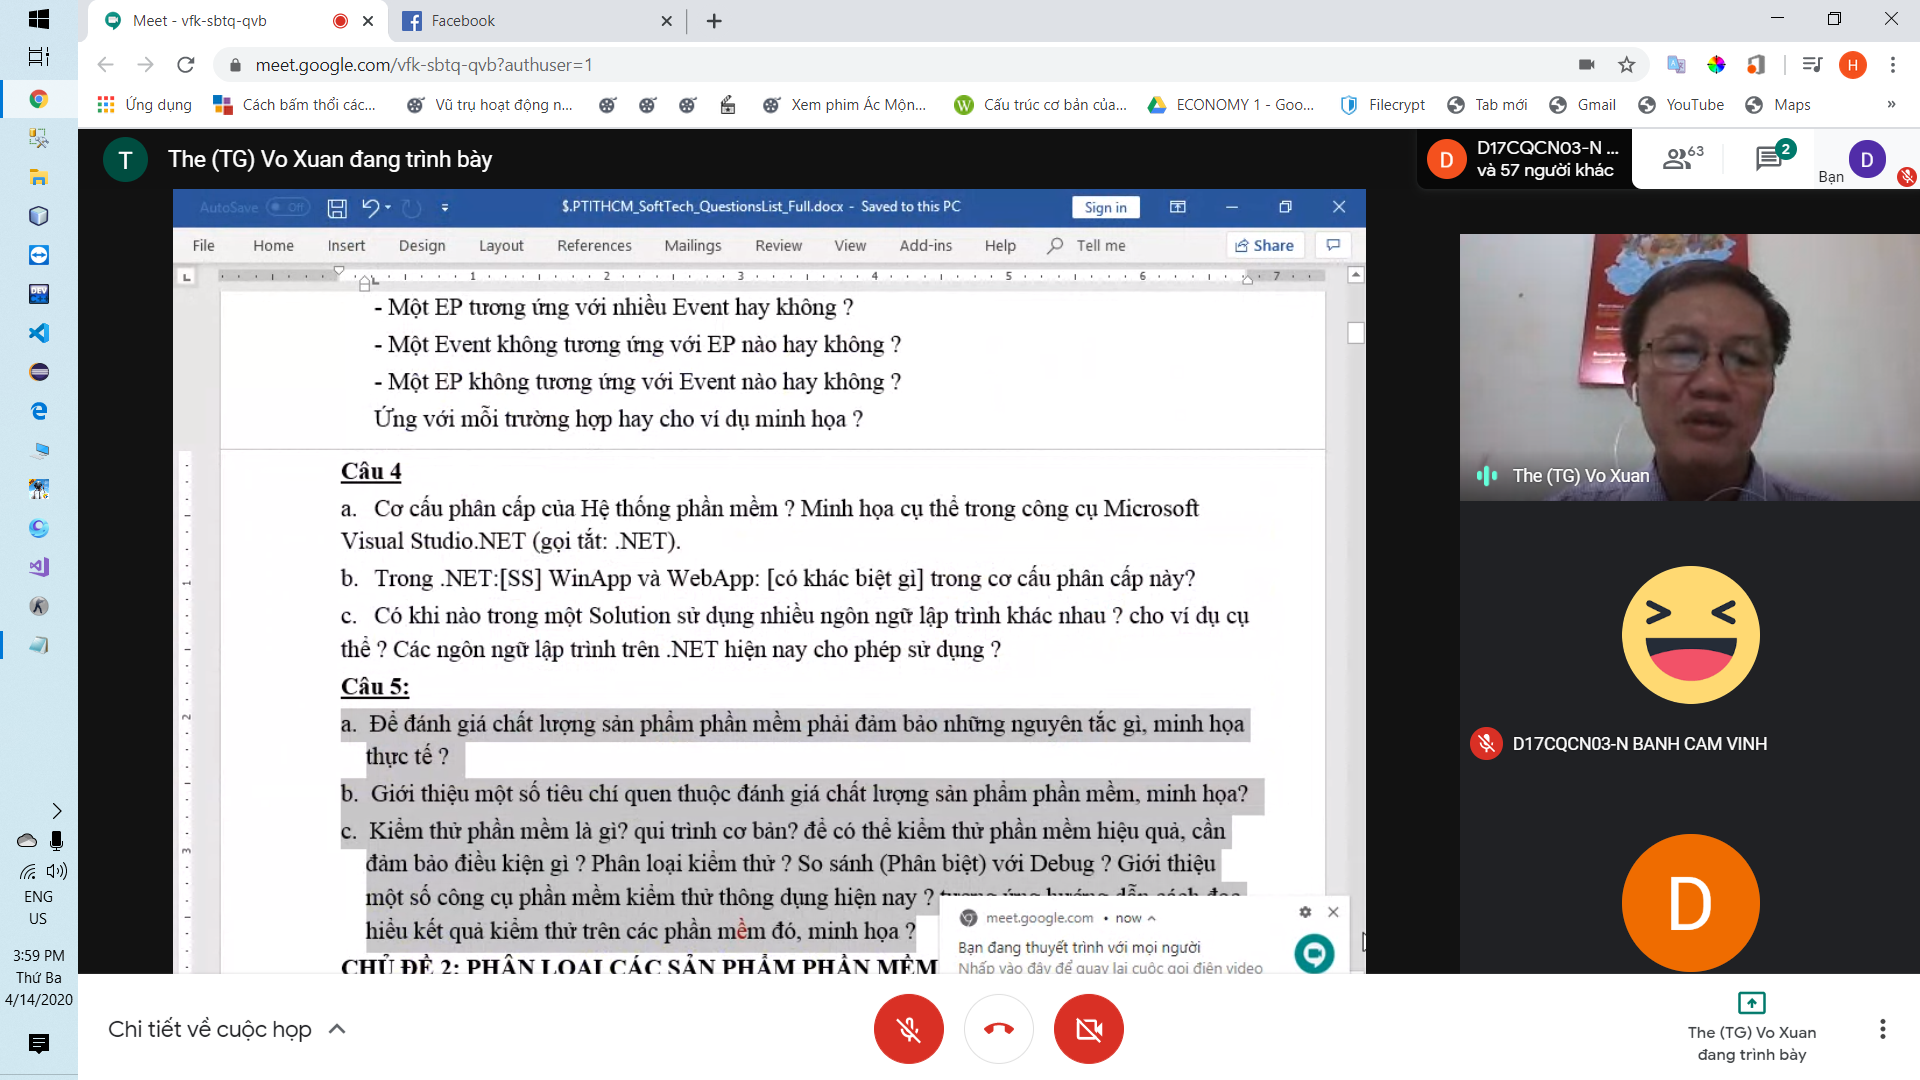 Meet - vfk-sbtq-qvb
Facebook
meet.google.com/vfk-sbtq-qvb?authuser=1
H
Ứng dụng
Cách bấm thổi các...
Vũ trụ hoạt động n...
Xem phim Ác Mộn...
Cấu trúc cơ bản của...
ECONOMY 1 - Goo...
Filecrypt
Tab mới
Gmail
YouTube
Maps
»
T
The (TG) Vo Xuan đang trình bày
D
D17CQCN03-N ...
và 57 người khác
63
2
Bạn
D
AutoSave
Off
$.PTITHCM_SoftTech_QuestionsList_Full.docx - Saved to this PC
Sign in
File
Home
Insert
Design
Layout
References
Mailings
Review
View
Add-ins
Help
Tell me
Share
L
1 2 3 4 5 6 7
- Một EP tương ứng với nhiều Event hay không ?
- Một Event không tương ứng với EP nào hay không ?
- Một EP không tương ứng với Event nào hay không ?
Ứng với mỗi trường hợp hay cho ví dụ minh họa ?
Câu 4
a. Cơ cấu phân cấp của Hệ thống phần mềm ? Minh họa cụ thể trong công cụ Microsoft
Visual Studio.NET (gọi tắt: .NET).
b. Trong .NET:[SS] WinApp và WebApp: [có khác biệt gì] trong cơ cấu phân cấp này?
c. Có khi nào trong một Solution sử dụng nhiều ngôn ngữ lập trình khác nhau ? cho ví dụ cụ
thể ? Các ngôn ngữ lập trình trên .NET hiện nay cho phép sử dụng ?
Câu 5:
a. Để đánh giá chất lượng sản phẩm phần mềm phải đảm bảo những nguyên tắc gì, minh họa
thực tế ?
b. Giới thiệu một số tiêu chí quen thuộc đánh giá chất lượng sản phẩm phần mềm, minh họa?
c. Kiểm thử phần mềm là gì? qui trình cơ bản? để có thể kiểm thử phần mềm hiệu quả, cần
đảm bảo điều kiện gì ? Phân loại kiểm thử ? So sánh (Phân biệt) với Debug ? Giới thiệu
một số công cụ phần mềm kiểm thử thông dụng hiện nay ? tương ứng hướng dẫn cách đọc
hiểu kết quả kiểm thử trên các phần mềm đó, minh họa ?
CHỦ ĐỀ 2: PHÂN LOẠI CÁC SẢN PHẨM PHẦN MỀM
1
2
3
meet.google.com • now
Bạn đang thuyết trình với mọi người
Nhấp vào đây để quay lại cuộc gọi điện video
The (TG) Vo Xuan
D17CQCN03-N BANH CAM VINH
D
DEV
ENG
US
3:59 PM
Thứ Ba
4/14/2020
Chi tiết về cuộc họp
The (TG) Vo Xuan
đang trình bày